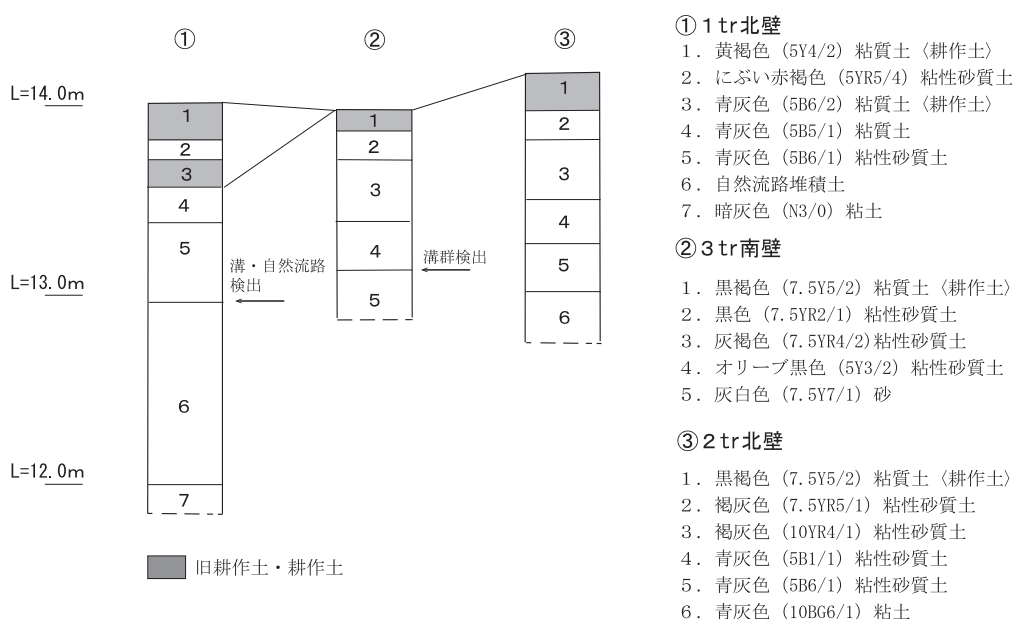 ①
②
③
L=14.0m
L=13.0m
L=12.0m
1
2
3
4
5
6
7
1
2
3
4
5
1
2
3
4
5
6
溝・自然流路
検出
溝群検出
旧耕作土・耕作土
①1tr北壁
1．黄褐色（5Y4/2）粘質土〈耕作土〉
2．にぶい赤褐色（5YR5/4）粘性砂質土
3．青灰色（5B6/2）粘質土〈耕作土〉
4．青灰色（5B5/1）粘質土
5．青灰色（5B6/1）粘性砂質土
6．自然流路堆積土
7．暗灰色（N3/0）粘土
②3tr南壁
1．黒褐色（7.5Y5/2）粘質土〈耕作土〉
2．黒色（7.5YR2/1）粘性砂質土
3．灰褐色（7.5YR4/2)粘性砂質土
4．オリーブ黒色（5Y3/2）粘性砂質土
5．灰白色（7.5Y7/1）砂
③2tr北壁
1．黒褐色（7.5Y5/2）粘質土〈耕作土〉
2．褐灰色（7.5YR5/1）粘性砂質土
3．褐灰色（10YR4/1）粘性砂質土
4．青灰色（5B1/1）粘性砂質土
5．青灰色（5B6/1）粘性砂質土
6．青灰色（10BG6/1）粘土